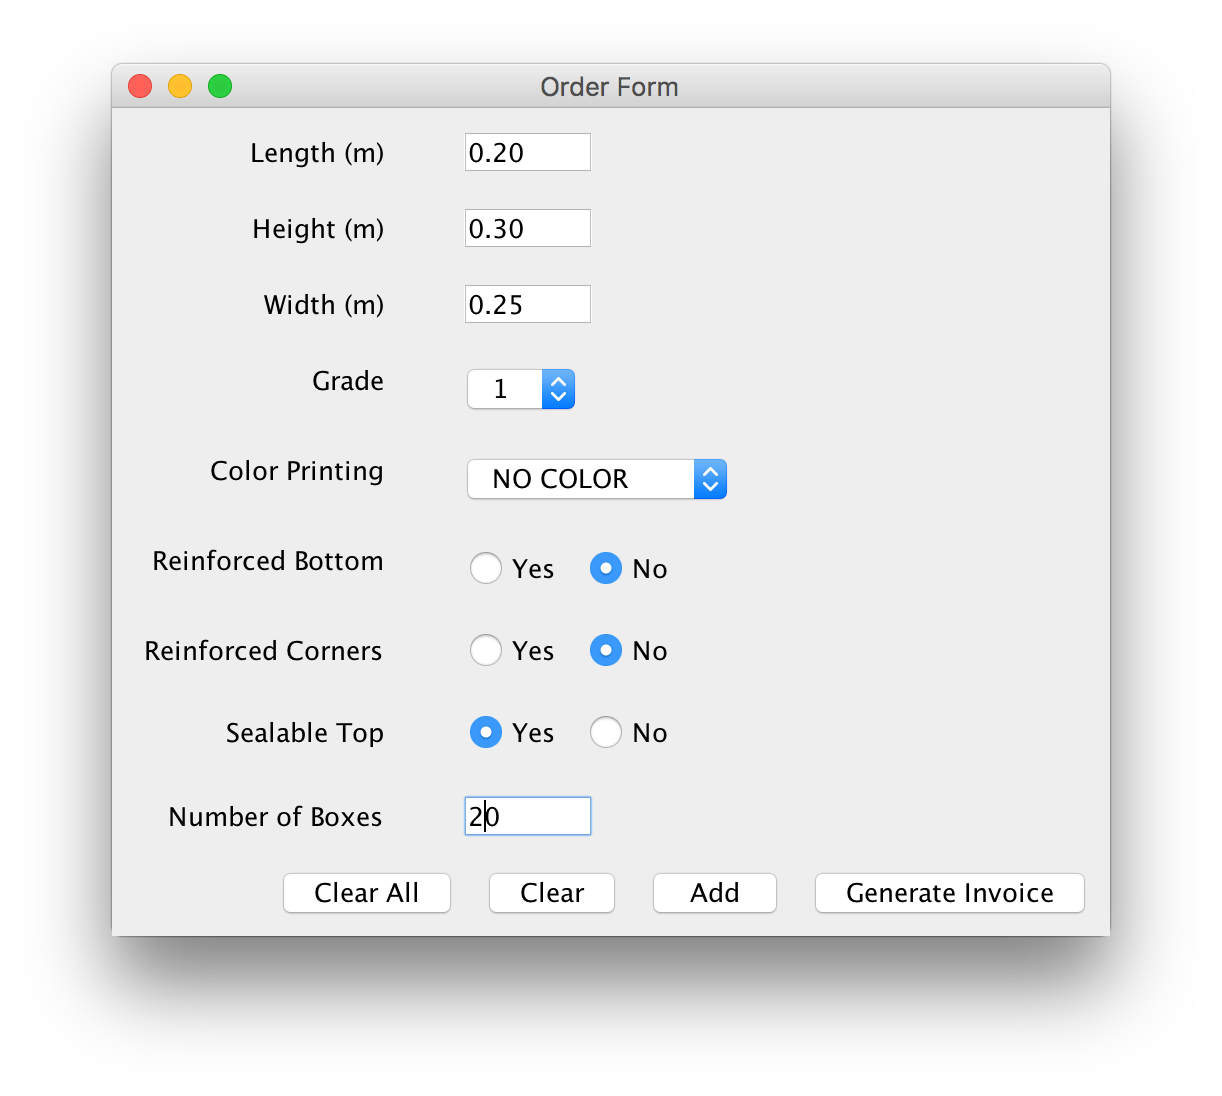 Order Form
Length (m) 0.20
Height (m) 0.30
Width (m) 0.25
Grade 1
Color Printing NO COLOR
Reinforced Bottom Yes No
Reinforced Corners Yes No
Sealable Top Yes No
Number of Boxes 20
Clear All Clear Add Generate Invoice